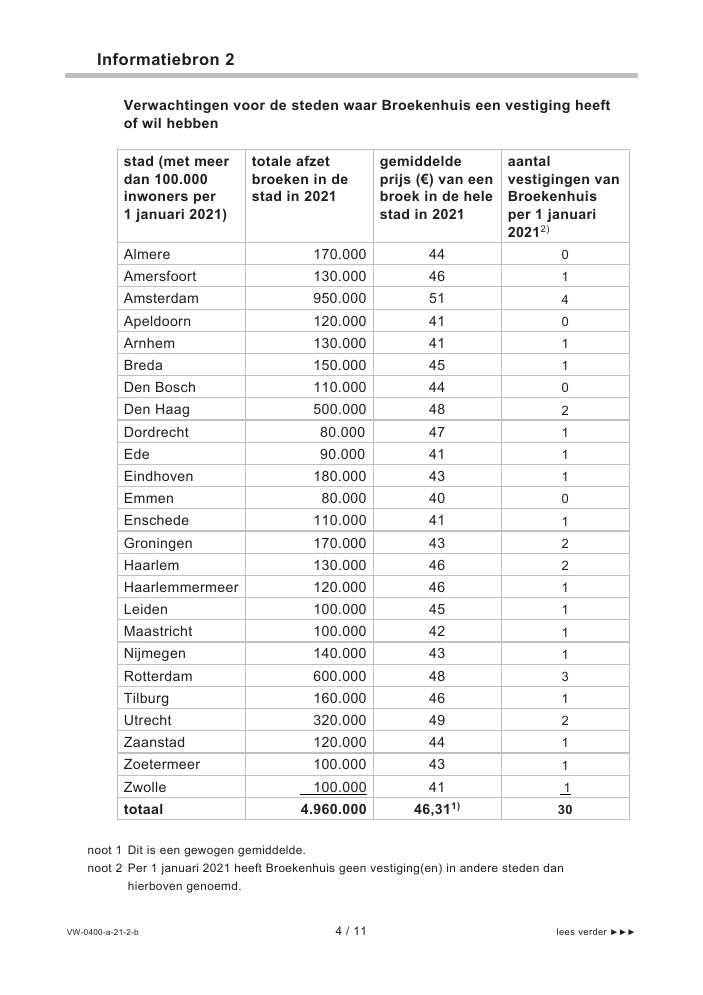 Informatiebron 2
Verwachtingen voor de steden waar Broekenhuis een vestiging heeft
of wil hebben
stad (met meer dan 100.000 inwoners per 1 januari 2021) totale afzet broeken in de stad in 2021 gemiddelde prijs (€) van een broek in de hele stad in 2021 aantal vestigingen van Broekenhuis per 1 januari 2021²⁾
Almere 170.000 44 0
Amersfoort 130.000 46 1
Amsterdam 950.000 51 4
Apeldoorn 120.000 41 0
Arnhem 130.000 41 1
Breda 150.000 45 1
Den Bosch 110.000 44 0
Den Haag 500.000 48 2
Dordrecht 80.000 47 1
Ede 90.000 41 1
Eindhoven 180.000 43 1
Emmen 80.000 40 0
Enschede 110.000 41 1
Groningen 170.000 43 2
Haarlem 130.000 46 2
Haarlemmermeer 120.000 46 1
Leiden 100.000 45 1
Maastricht 100.000 42 1
Nijmegen 140.000 43 1
Rotterdam 600.000 48 3
Tilburg 160.000 46 1
Utrecht 320.000 49 2
Zaanstad 120.000 44 1
Zoetermeer 100.000 43 1
Zwolle 100.000 41 1
totaal 4.960.000 46,31¹⁾ 30
noot 1 Dit is een gewogen gemiddelde.
noot 2 Per 1 januari 2021 heeft Broekenhuis geen vestiging(en) in andere steden dan
hierboven genoemd.
VW-0400-a-21-2-b 4 / 11 lees verder ►►►